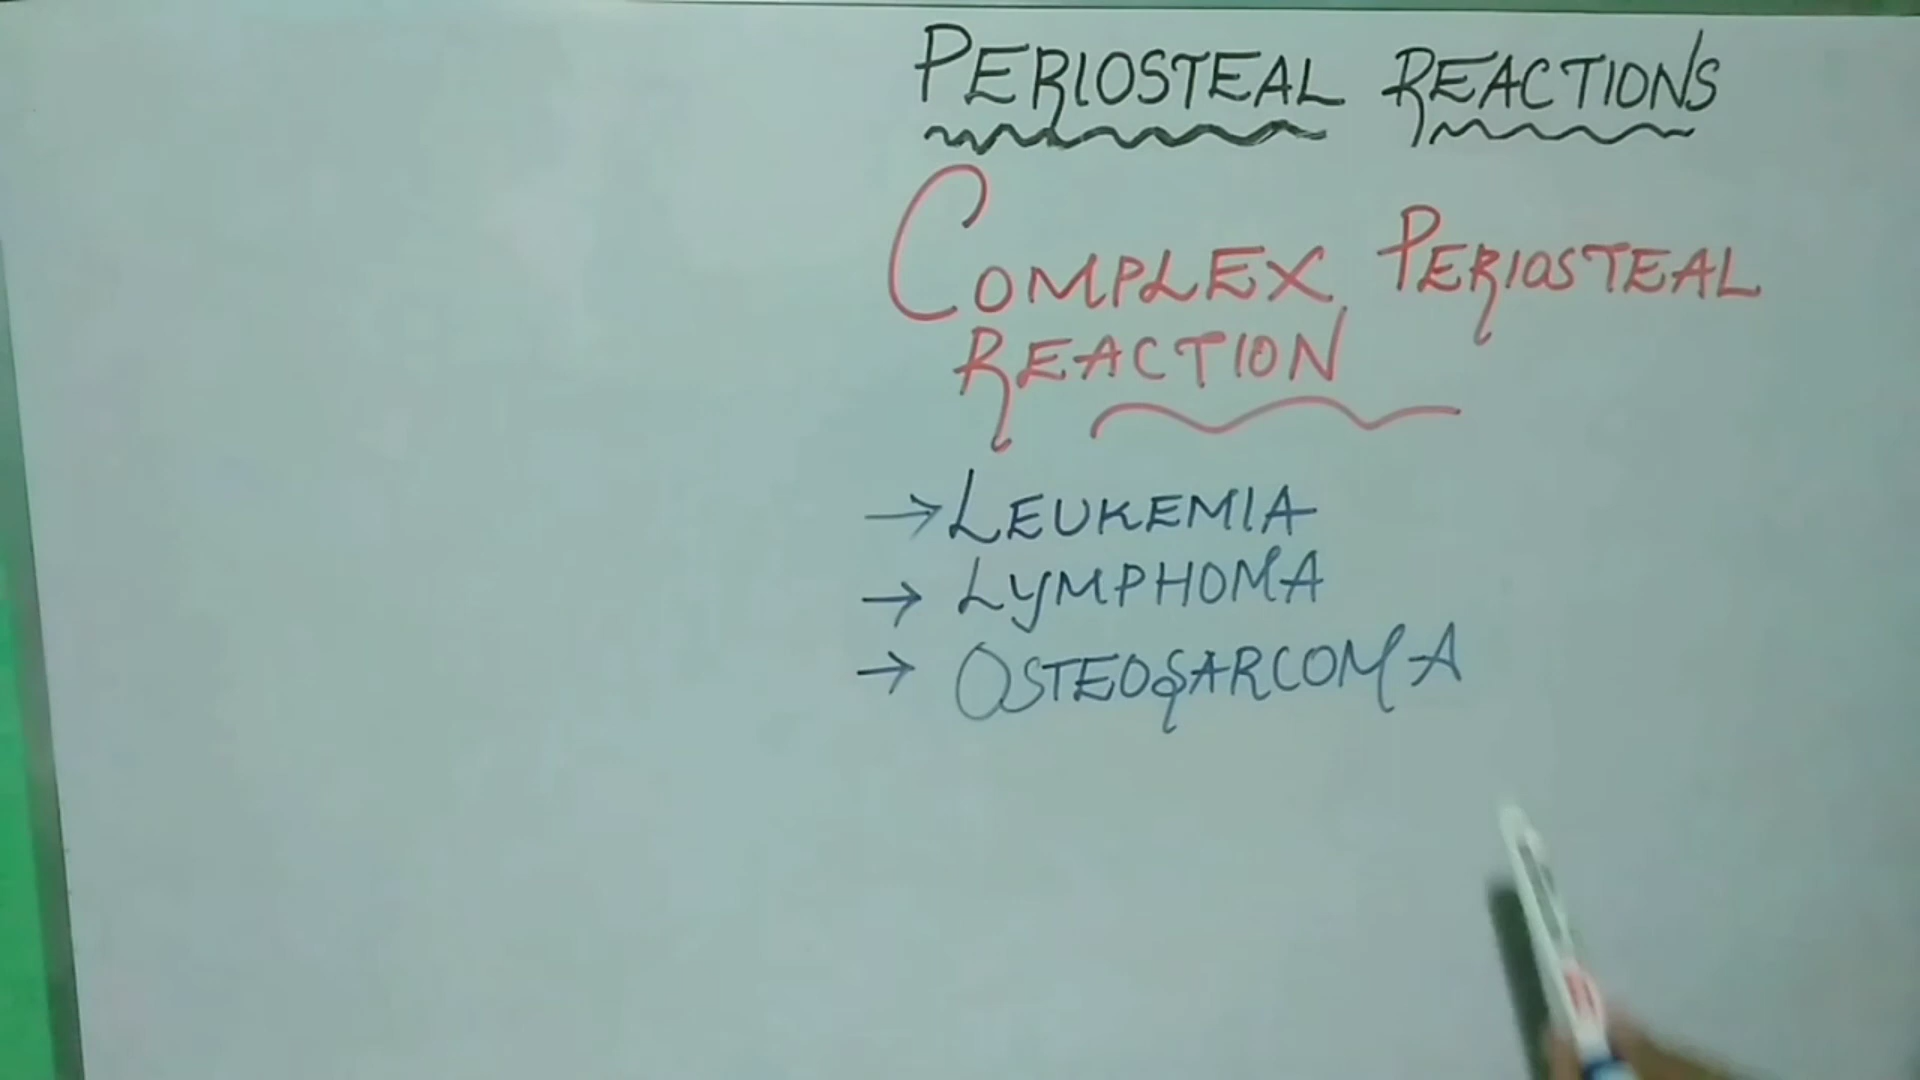 PERIOSTEAL REACTIONS
COMPLEX PERIOSTEAL
REACTION
→ LEUKEMIA
→ LYMPHOMA
→ OSTEOSARCOMA